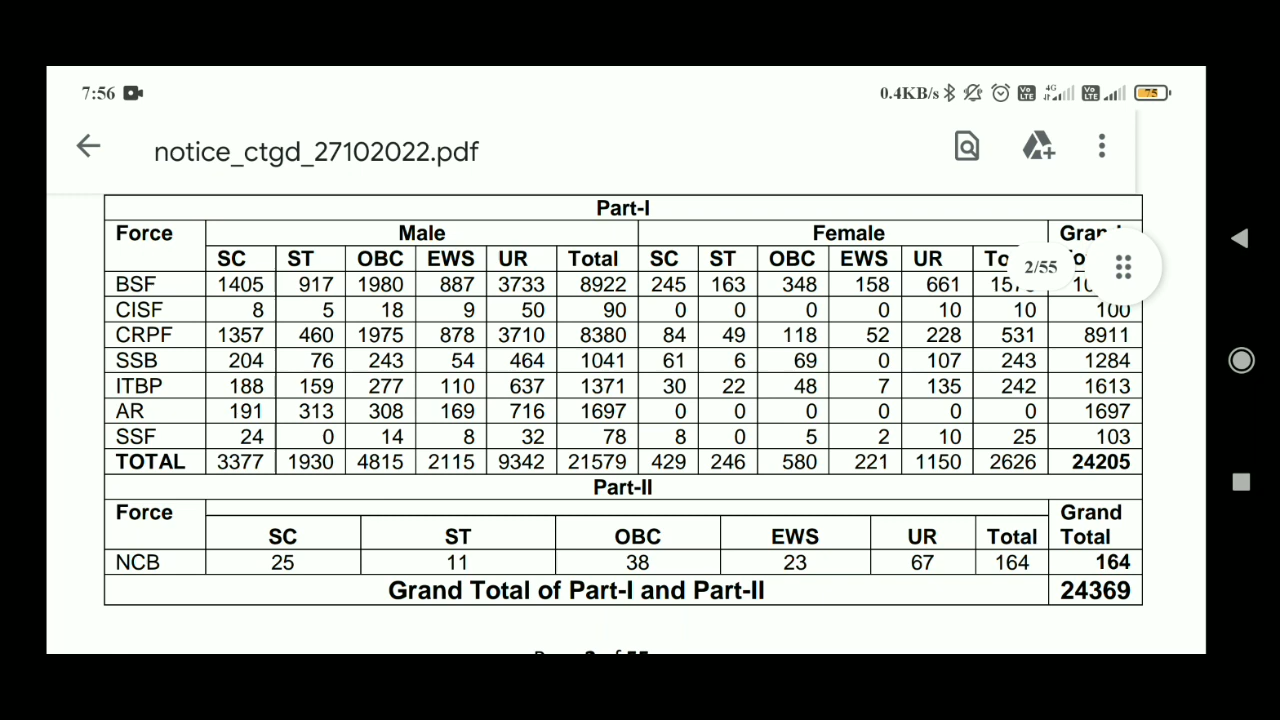 7:56 0.4KB/s Vo LTE 4G Vo LTE 75
notice_ctgd_27102022.pdf
Part-I
Force Male Female
SC ST OBC EWS UR Total SC ST OBC EWS UR 2/55
BSF 1405 917 1980 887 3733 8922 245 163 348 158 661
CISF 8 5 18 9 50 90 0 0 0 0 10 10 100
CRPF 1357 460 1975 878 3710 8380 84 49 118 52 228 531 8911
SSB 204 76 243 54 464 1041 61 6 69 0 107 243 1284
ITBP 188 159 277 110 637 1371 30 22 48 7 135 242 1613
AR 191 313 308 169 716 1697 0 0 0 0 0 0 1697
SSF 24 0 14 8 32 78 8 0 5 2 10 25 103
TOTAL 3377 1930 4815 2115 9342 21579 429 246 580 221 1150 2626 24205
Part-II
Force Grand
SC ST OBC EWS UR Total Total
NCB 25 11 38 23 67 164 164
Grand Total of Part-I and Part-II 24369